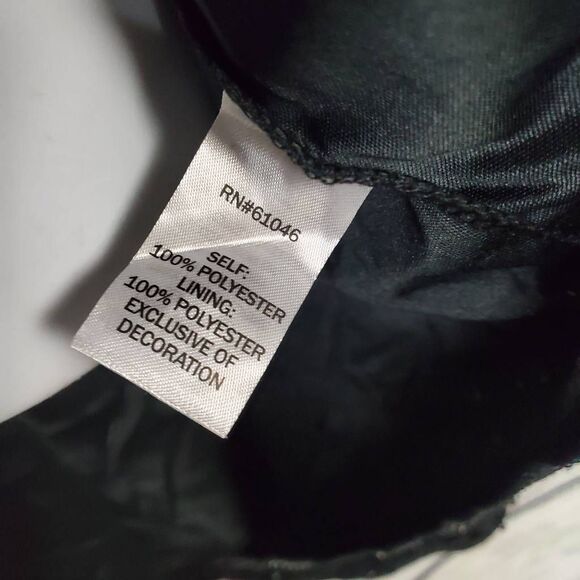 RN#61046
SELF:
100% POLYESTER
LINING:
100% POLYESTER
EXCLUSIVE OF
DECORATION